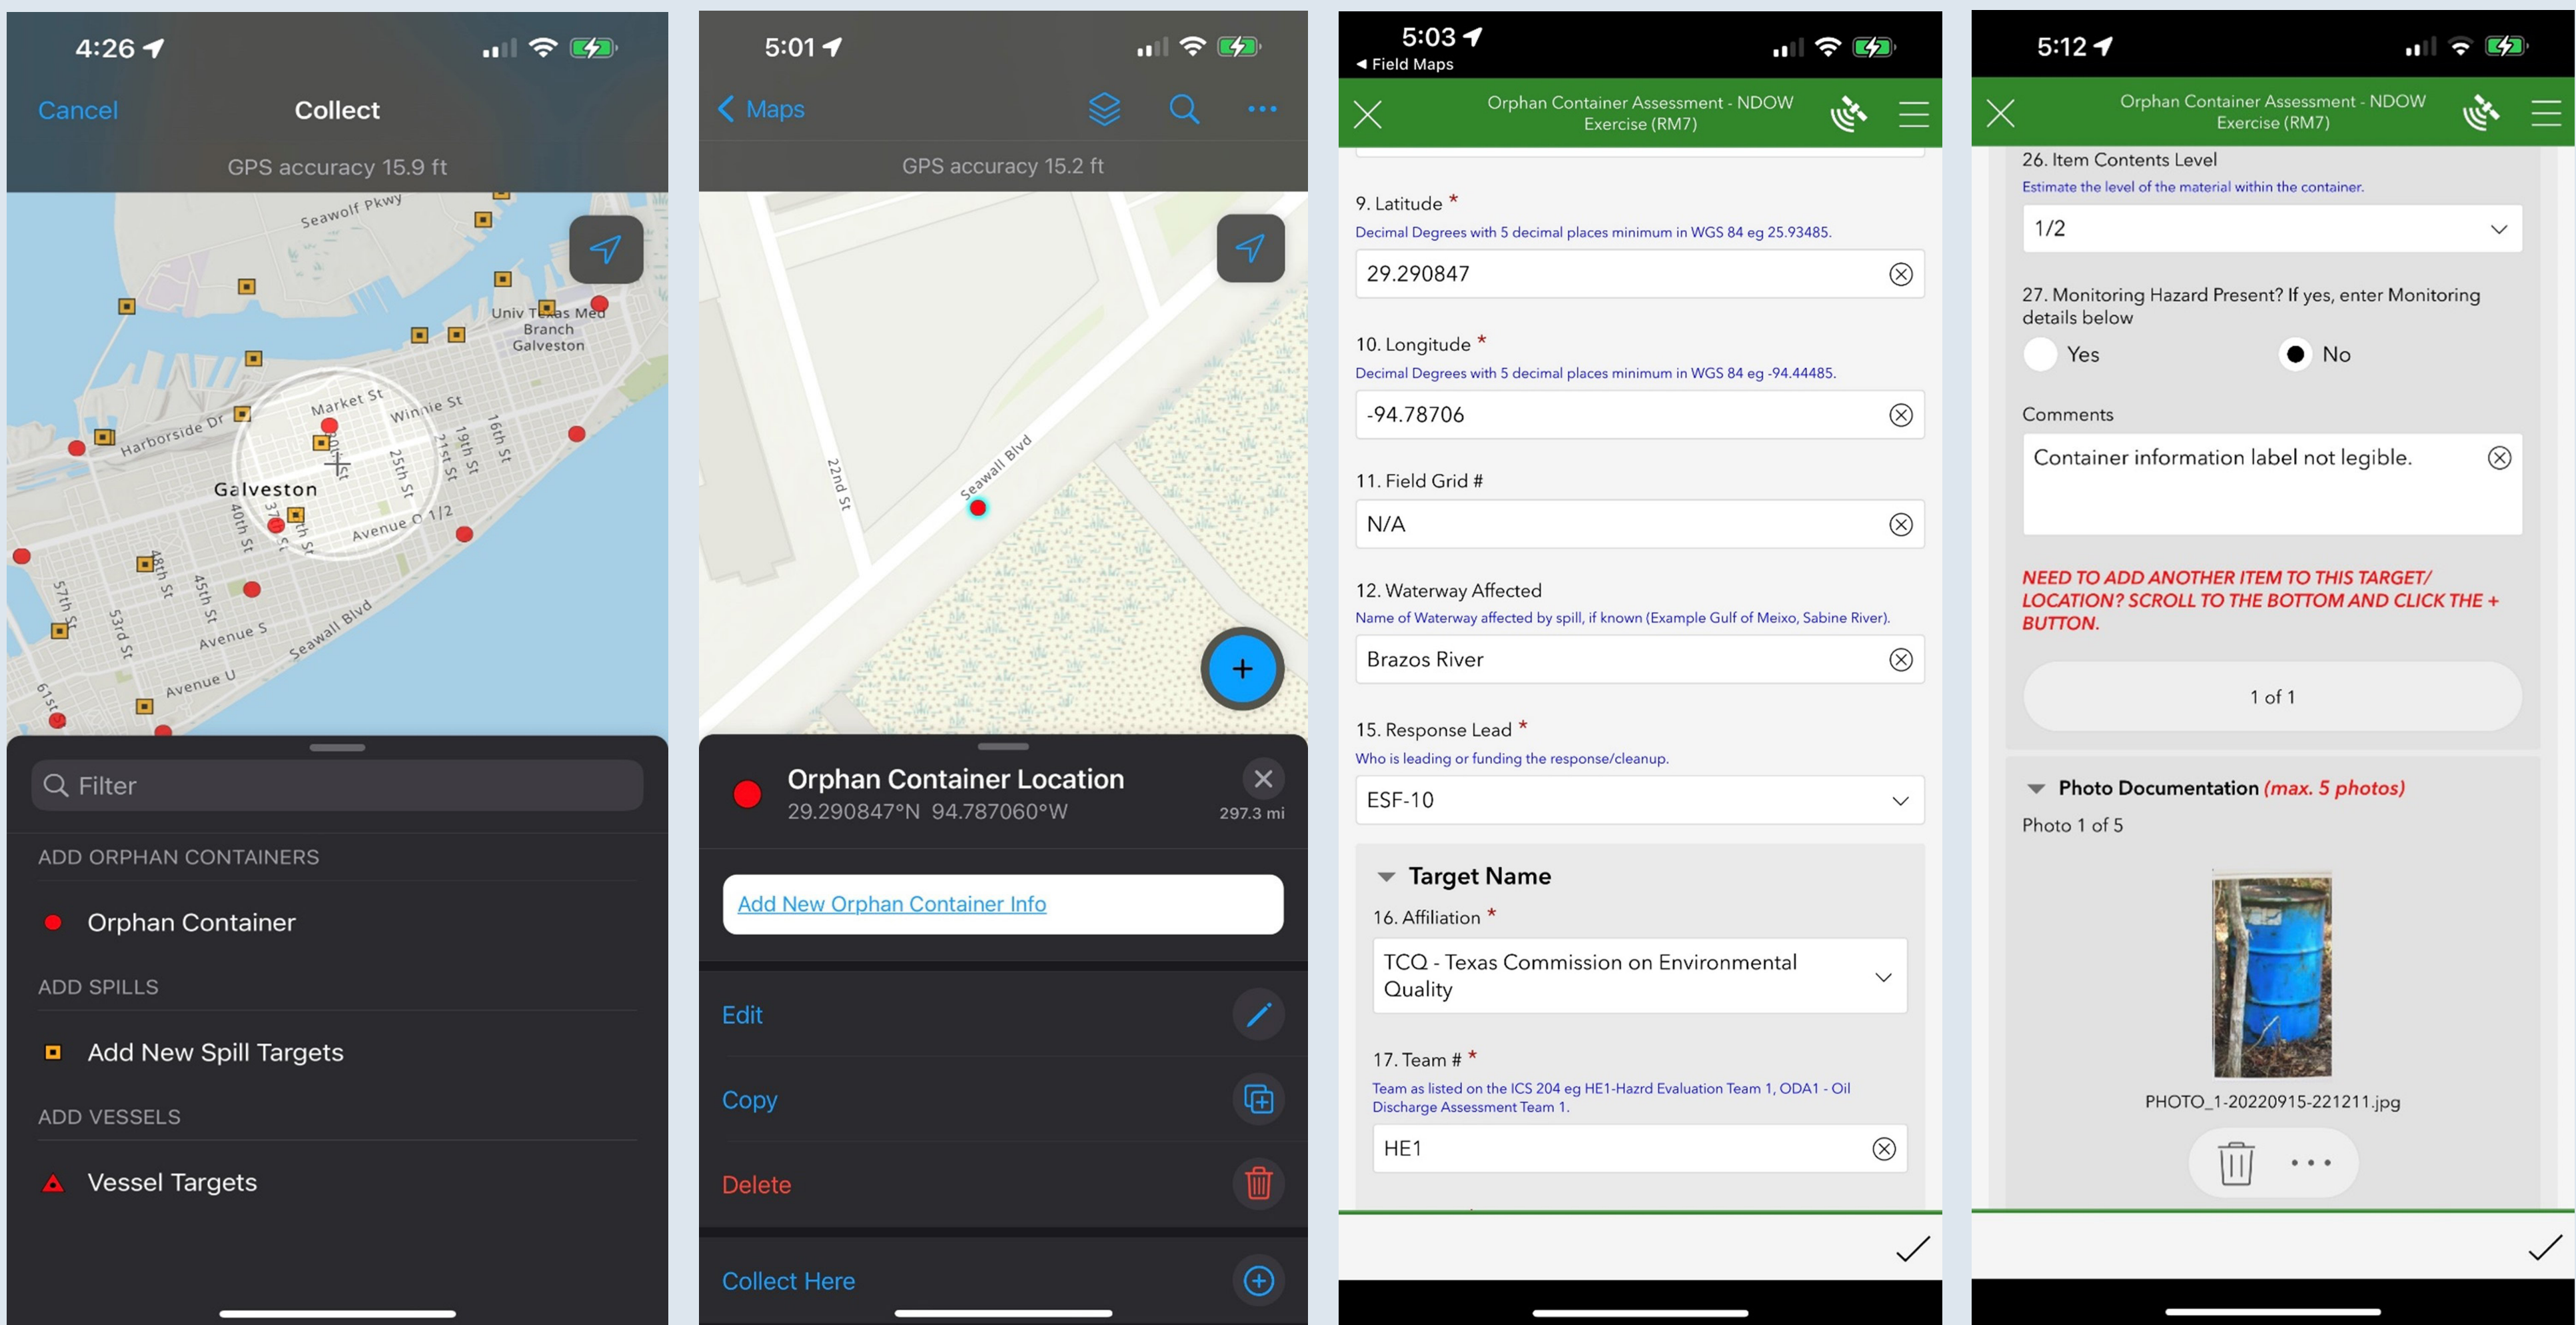 4:26
Cancel
Collect
GPS accuracy 15.9 ft
Seawolf Pkwy
Univ Texas Med
Branch
Galveston
Market St
Winnie St
Harborside Dr
16th St
19th St
21st St
25th St
Galveston
37th St
40th St
Avenue O 1/2
48th St
45th St
57th St
53rd St
Avenue S
Seawall Blvd
Avenue U
61st St
Filter
ADD ORPHAN CONTAINERS
Orphan Container
ADD SPILLS
Add New Spill Targets
ADD VESSELS
Vessel Targets
5:01
Maps
GPS accuracy 15.2 ft
22nd St
Seawall Blvd
Orphan Container Location
29.290847°N 94.787060°W
297.3 mi
Add New Orphan Container Info
Edit
Copy
Delete
Collect Here
5:03
Field Maps
Orphan Container Assessment - NDOW
Exercise (RM7)
9. Latitude *
Decimal Degrees with 5 decimal places minimum in WGS 84 eg 25.93485.
29.290847
10. Longitude *
Decimal Degrees with 5 decimal places minimum in WGS 84 eg -94.44485.
-94.78706
11. Field Grid #
N/A
12. Waterway Affected
Name of Waterway affected by spill, if known (Example Gulf of Meixo, Sabine River).
Brazos River
15. Response Lead *
Who is leading or funding the response/cleanup.
ESF-10
Target Name
16. Affiliation *
TCQ - Texas Commission on Environmental
Quality
17. Team # *
Team as listed on the ICS 204 eg HE1-Hazrd Evaluation Team 1, ODA1 - Oil
Discharge Assessment Team 1.
HE1
5:12
Orphan Container Assessment - NDOW
Exercise (RM7)
26. Item Contents Level
Estimate the level of the material within the container.
1/2
27. Monitoring Hazard Present? If yes, enter Monitoring
details below
Yes
No
Comments
Container information label not legible.
NEED TO ADD ANOTHER ITEM TO THIS TARGET/
LOCATION? SCROLL TO THE BOTTOM AND CLICK THE +
BUTTON.
1 of 1
Photo Documentation (max. 5 photos)
Photo 1 of 5
PHOTO_1-20220915-221211.jpg